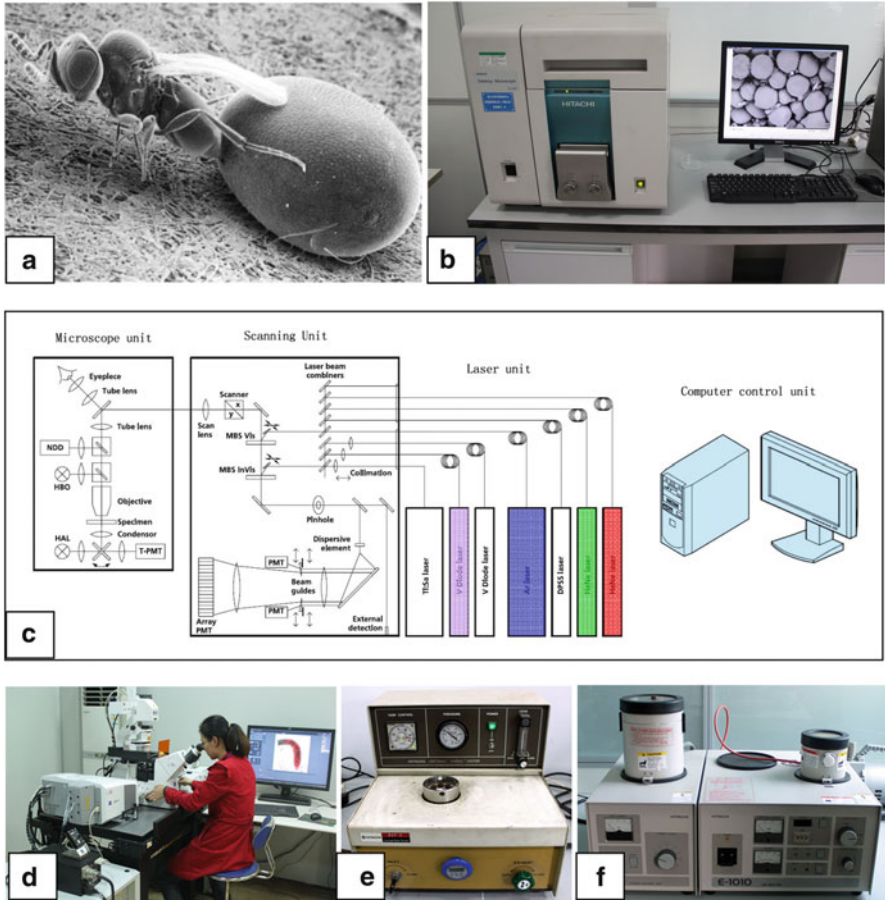 a
HITACHI
b
Microscope unit
Scanning Unit
Laser unit
Computer control unit
Eyepiece
Tube lens
Tube lens
NDD
HBO
Objective
Specimen
Condensor
HAL
T-PMT
Laser beam
combiners
Scanner
x
y
Scan
lens
MBS Vis
MBS InVis
Collimation
Pinhole
Dispersive
element
PMT
Beam
guides
PMT
Array
PMT
External
detection
Ti:Sa laser
V Diode laser
V Diode laser
Ar laser
DPSS laser
HeNe laser
HeNe laser
c
d
e
E-1010
f